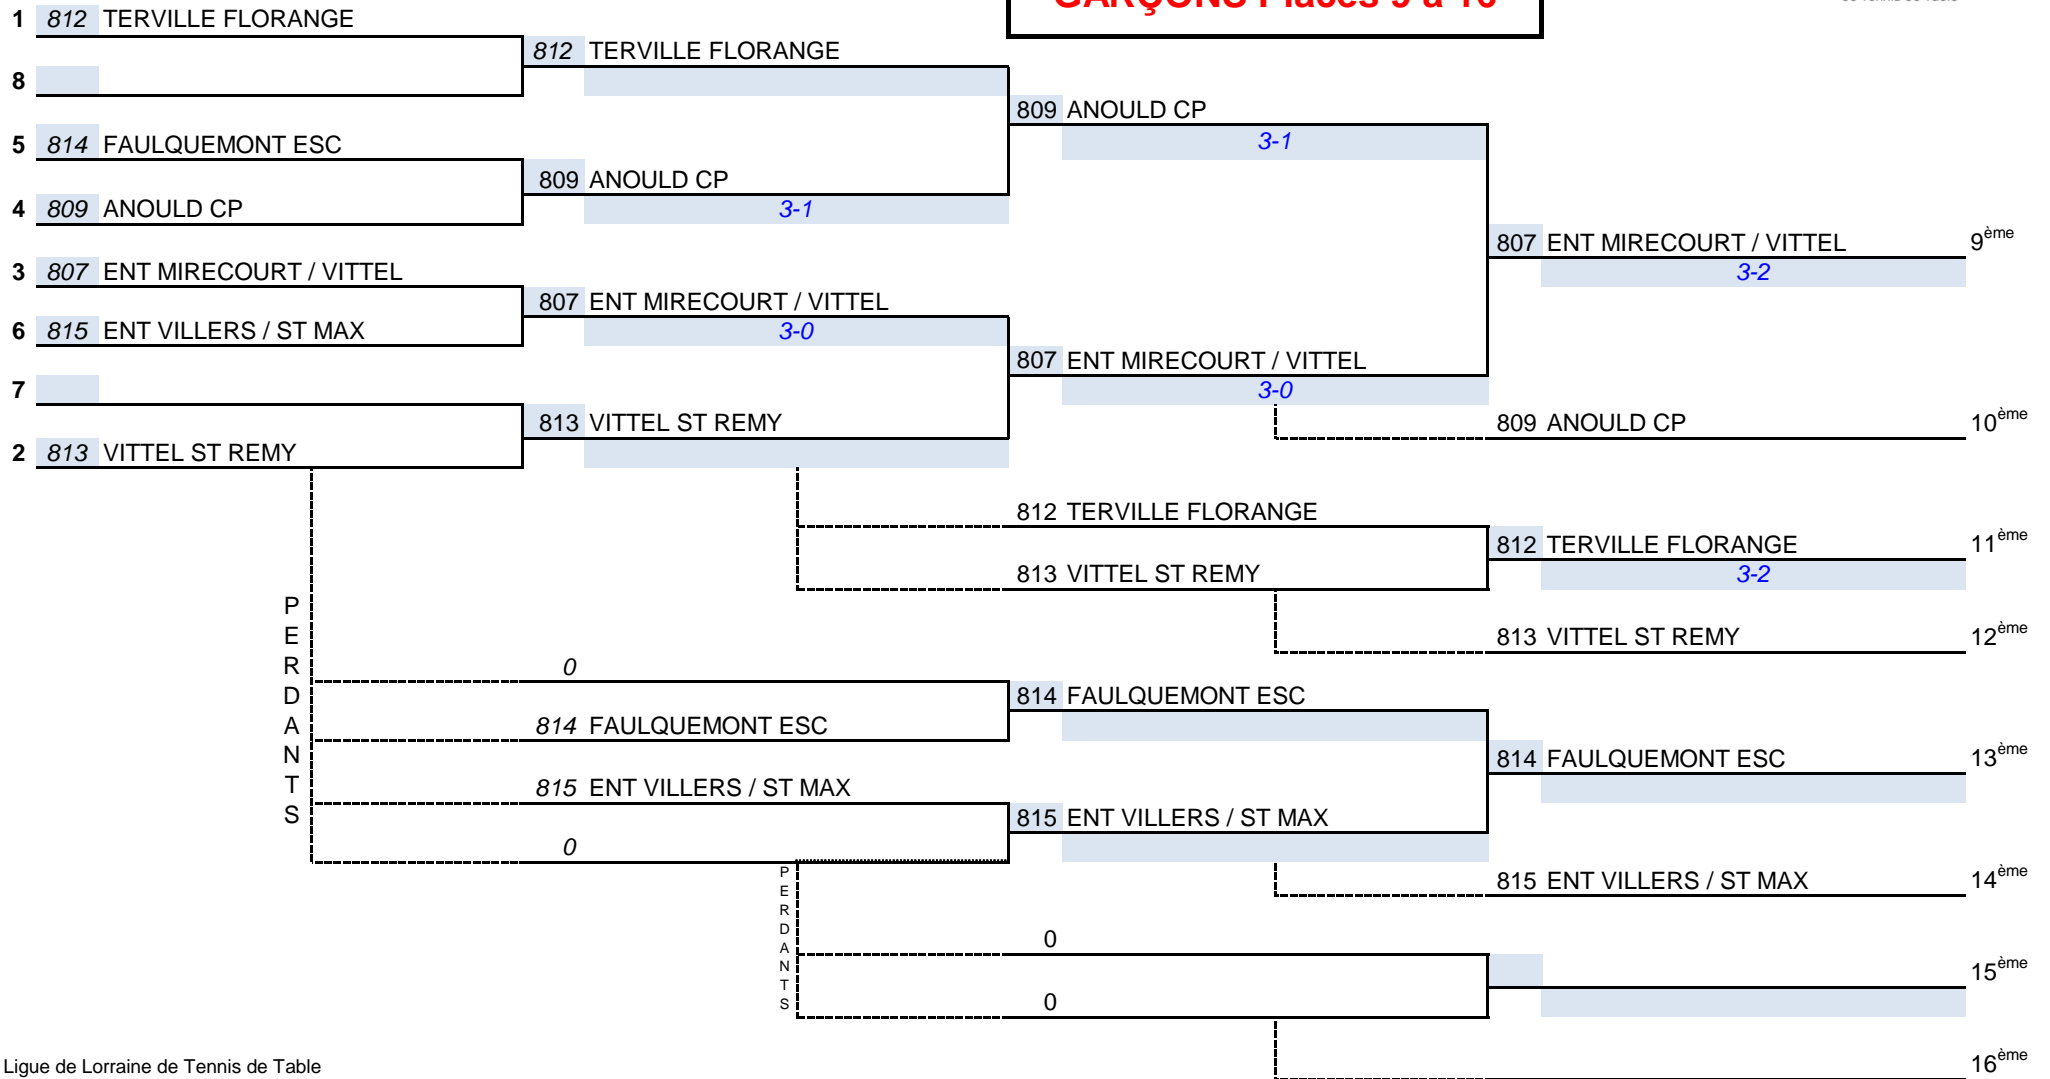 GARÇONS Places 9 à 16
1 812 TERVILLE FLORANGE
812 TERVILLE FLORANGE
8
809 ANOULD CP
3-1
5 814 FAULQUEMONT ESC
809 ANOULD CP
3-1
4 809 ANOULD CP
807 ENT MIRECOURT / VITTEL 9ème
3-2
3 807 ENT MIRECOURT / VITTEL
807 ENT MIRECOURT / VITTEL
3-0
6 815 ENT VILLERS / ST MAX
807 ENT MIRECOURT / VITTEL
3-0
7
813 VITTEL ST REMY
809 ANOULD CP 10ème
2 813 VITTEL ST REMY
812 TERVILLE FLORANGE
812 TERVILLE FLORANGE 11ème
3-2
813 VITTEL ST REMY
813 VITTEL ST REMY 12ème
PERDANTS
0
814 FAULQUEMONT ESC
814 FAULQUEMONT ESC
814 FAULQUEMONT ESC 13ème
815 ENT VILLERS / ST MAX
815 ENT VILLERS / ST MAX
0
815 ENT VILLERS / ST MAX 14ème
PERDANTS
0
15ème
0
16ème
Ligue de Lorraine de Tennis de Table